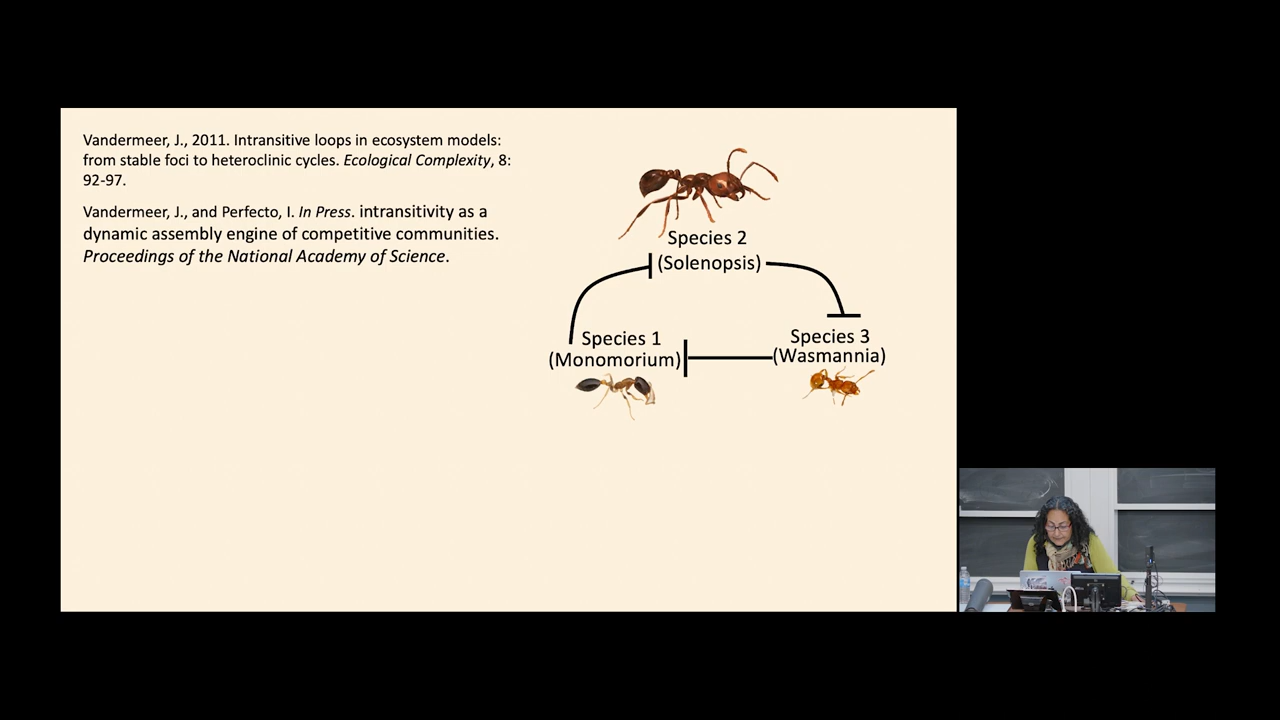 Vandermeer, J., 2011. Intransitive loops in ecosystem models:
from stable foci to heteroclinic cycles. Ecological Complexity, 8:
92-97.
Vandermeer, J., and Perfecto, I. In Press. intransitivity as a
dynamic assembly engine of competitive communities.
Proceedings of the National Academy of Science.
Species 2
(Solenopsis)
Species 1
(Monomorium)
Species 3
(Wasmannia)